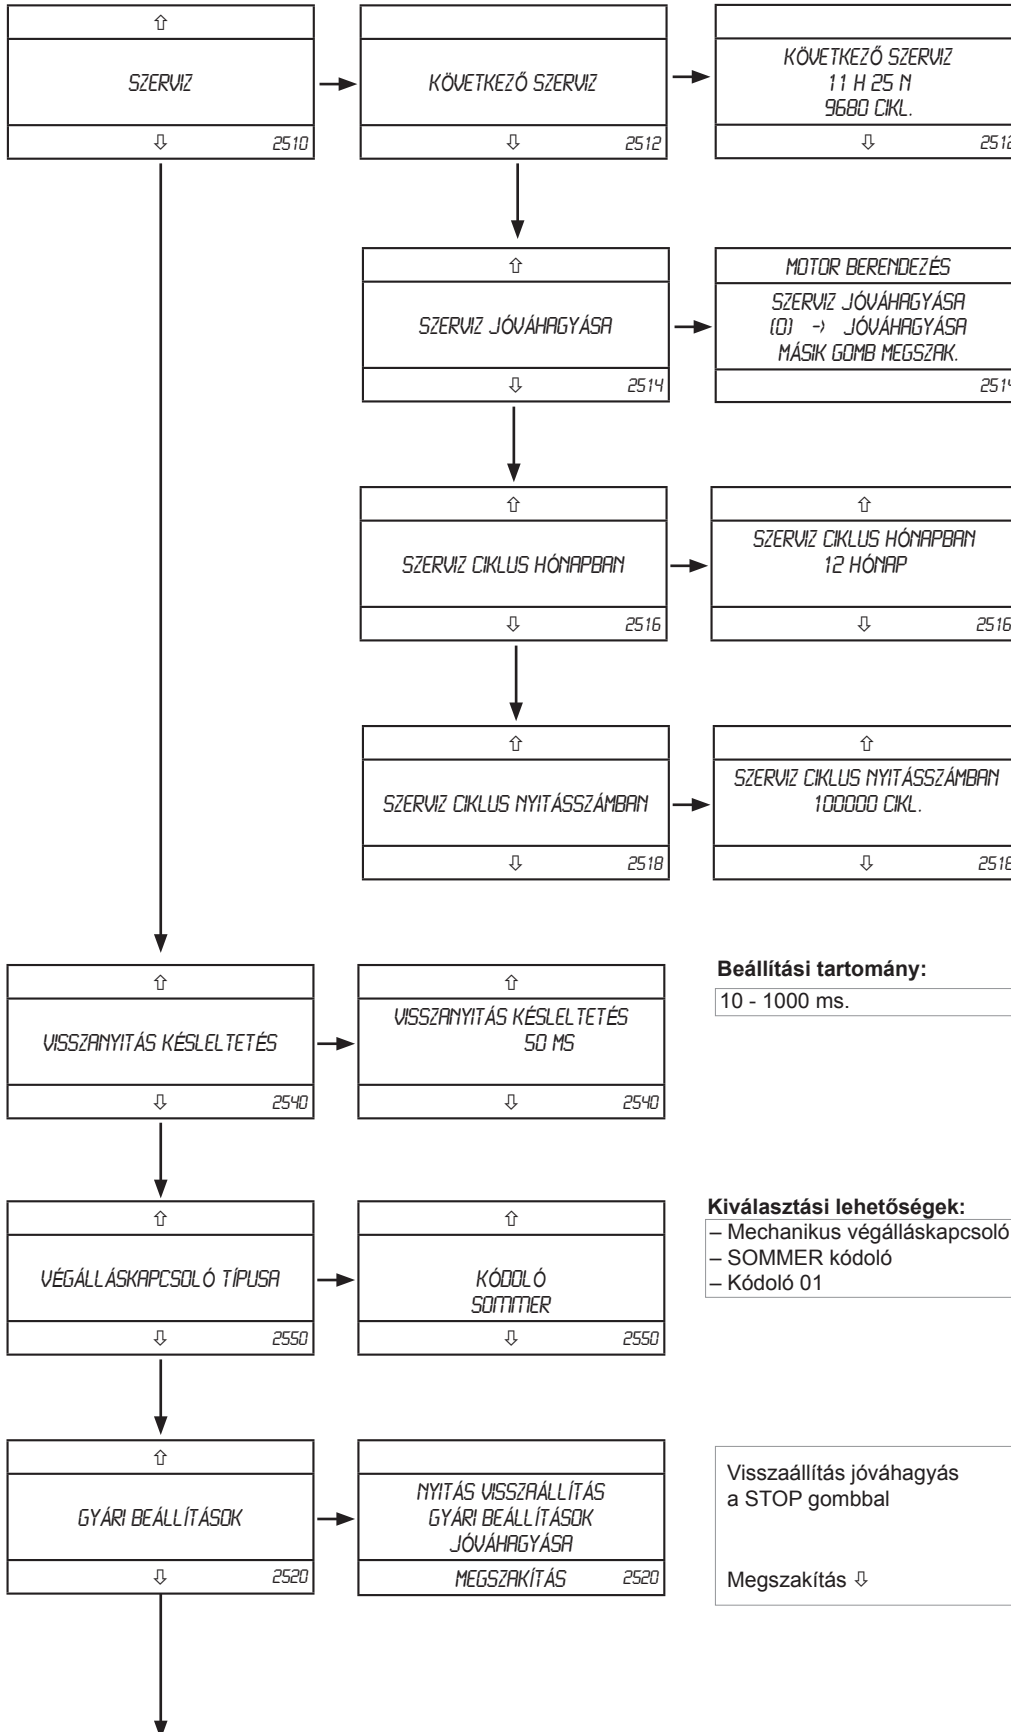 ⇧
SZERVIZ
⇩ 2510
KÖVETKEZŐ SZERVIZ
⇩ 2512
KÖVETKEZŐ SZERVIZ
11 H 25 N
9680 CIKL.
⇩ 2512
⇧
SZERVIZ JÓVÁHAGYÁSA
⇩ 2514
MOTOR BERENDEZÉS
SZERVIZ JÓVÁHAGYÁSA
(0) -> JÓVÁHAGYÁSA
MÁSIK GOMB MEGSZAK.
2514
⇧
SZERVIZ CIKLUS HÓNAPBAN
⇩ 2516
⇧
SZERVIZ CIKLUS HÓNAPBAN
12 HÓNAP
⇩ 2516
⇧
SZERVIZ CIKLUS NYITÁSSZÁMBAN
⇩ 2518
⇧
SZERVIZ CIKLUS NYITÁSSZÁMBAN
100000 CIKL.
⇩ 2518
⇧
VISSZANYITÁS KÉSLELTETÉS
⇩ 2540
⇧
VISSZANYITÁS KÉSLELTETÉS
50 MS
⇩ 2540
Beállítási tartomány:
10 - 1000 ms.
⇧
VÉGÁLLÁSKAPCSOLÓ TÍPUSA
⇩ 2550
⇧
KÓDOLÓ
SOMMER
⇩ 2550
Kiválasztási lehetőségek:
– Mechanikus végálláskapcsoló
– SOMMER kódoló
– Kódoló 01
⇧
GYÁRI BEÁLLÍTÁSOK
⇩ 2520
NYITÁS VISSZAÁLLÍTÁS
GYÁRI BEÁLLÍTÁSOK
JÓVÁHAGYÁSA
MEGSZAKÍTÁS 2520
Visszaállítás jóváhagyás
a STOP gombbal
Megszakítás ⇩